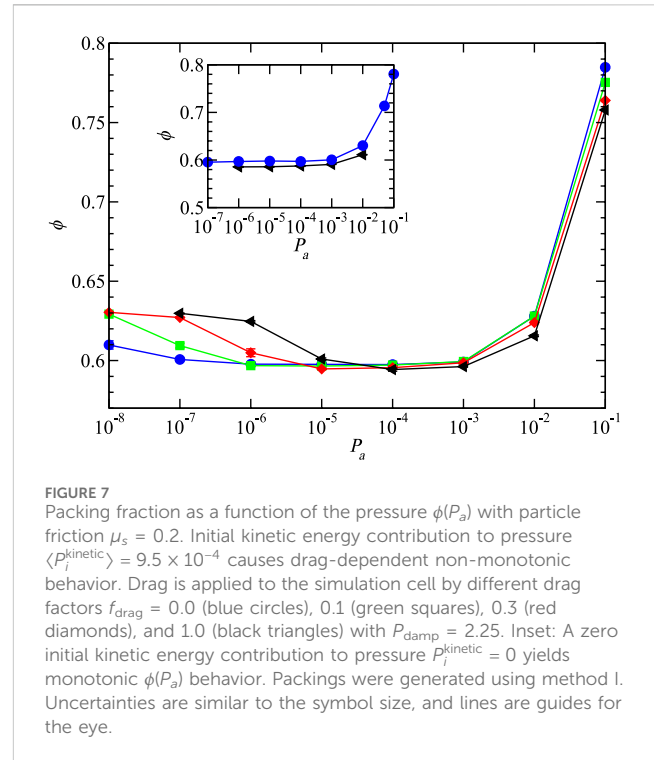 0.8
0.75
0.7
ϕ
0.65
0.6
10⁻⁸ 10⁻⁷ 10⁻⁶ 10⁻⁵ 10⁻⁴ 10⁻³ 10⁻² 10⁻¹
Pₐ
0.8
0.7
ϕ
0.6
0.5
10⁻⁷ 10⁻⁶ 10⁻⁵ 10⁻⁴ 10⁻³ 10⁻² 10⁻¹
Pₐ
FIGURE 7
Packing fraction as a function of the pressure ϕ(Pₐ) with particle
friction μₛ = 0.2. Initial kinetic energy contribution to pressure
⟨Pᵢ^kinetic⟩ = 9.5 × 10⁻⁴ causes drag-dependent non-monotonic
behavior. Drag is applied to the simulation cell by different drag
factors f_drag = 0.0 (blue circles), 0.1 (green squares), 0.3 (red
diamonds), and 1.0 (black triangles) with P_damp = 2.25. Inset: A zero
initial kinetic energy contribution to pressure Pᵢ^kinetic = 0 yields
monotonic ϕ(Pₐ) behavior. Packings were generated using method I.
Uncertainties are similar to the symbol size, and lines are guides for
the eye.